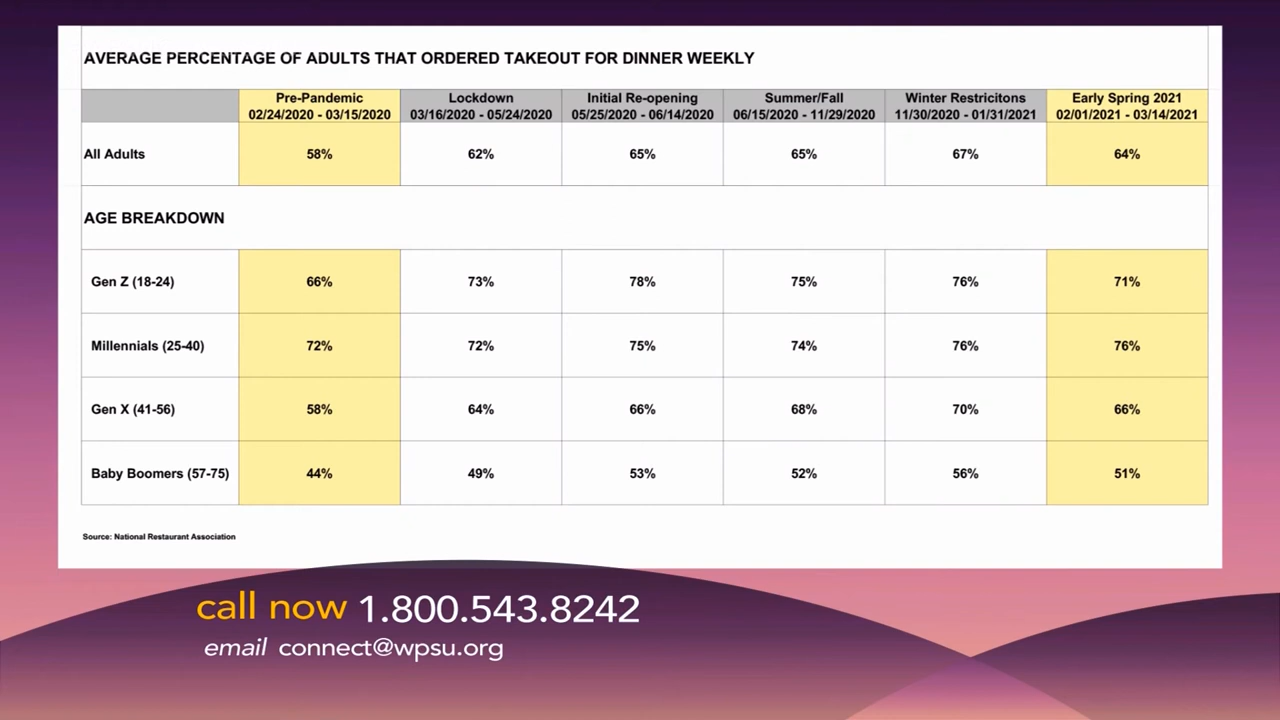 AVERAGE PERCENTAGE OF ADULTS THAT ORDERED TAKEOUT FOR DINNER WEEKLY
Pre-Pandemic Lockdown Initial Re-opening Summer/Fall Winter Restricitons Early Spring 2021
02/24/2020 - 03/15/2020 03/16/2020 - 05/24/2020 05/25/2020 - 06/14/2020 06/15/2020 - 11/29/2020 11/30/2020 - 01/31/2021 02/01/2021 - 03/14/2021
All Adults 58% 62% 65% 65% 67% 64%
AGE BREAKDOWN
Gen Z (18-24) 66% 73% 78% 75% 76% 71%
Millennials (25-40) 72% 72% 75% 74% 76% 76%
Gen X (41-56) 58% 64% 66% 68% 70% 66%
Baby Boomers (57-75) 44% 49% 53% 52% 56% 51%
Source: National Restaurant Association
call now 1.800.543.8242
email connect@wpsu.org